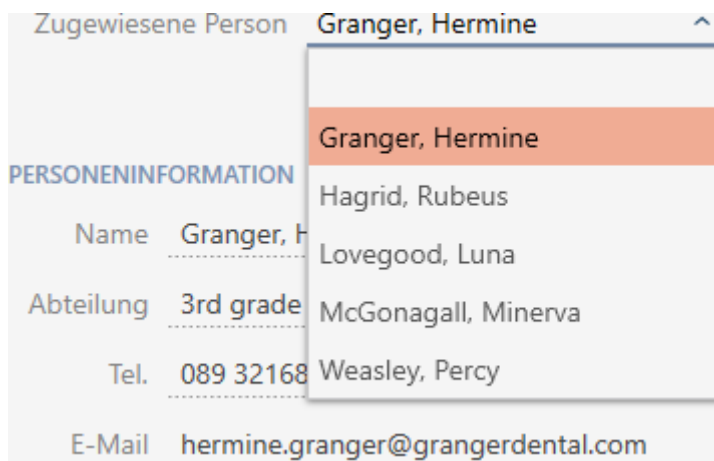 Zugewiesene Person Granger, Hermine
Granger, Hermine
PERSONENINFORMATION
Hagrid, Rubeus
Name Granger,
Lovegood, Luna
Abteilung 3rd grade
McGonagall, Minerva
Tel. 089 32168
Weasley, Percy
E-Mail hermine.granger@grangerdental.com